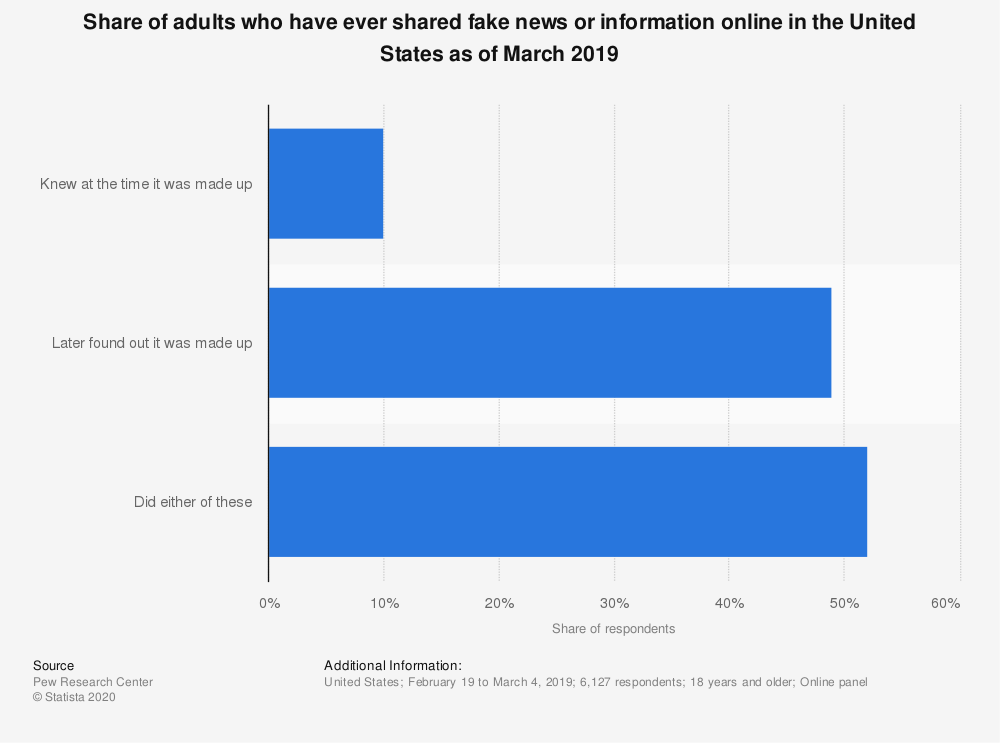 Share of adults who have ever shared fake news or information online in the United
States as of March 2019
Knew at the time it was made up
Later found out it was made up
Did either of these
0%
10%
20%
30%
40%
50%
60%
Share of respondents
Source
Pew Research Center
© Statista 2020
Additional Information:
United States; February 19 to March 4, 2019; 6,127 respondents; 18 years and older; Online panel